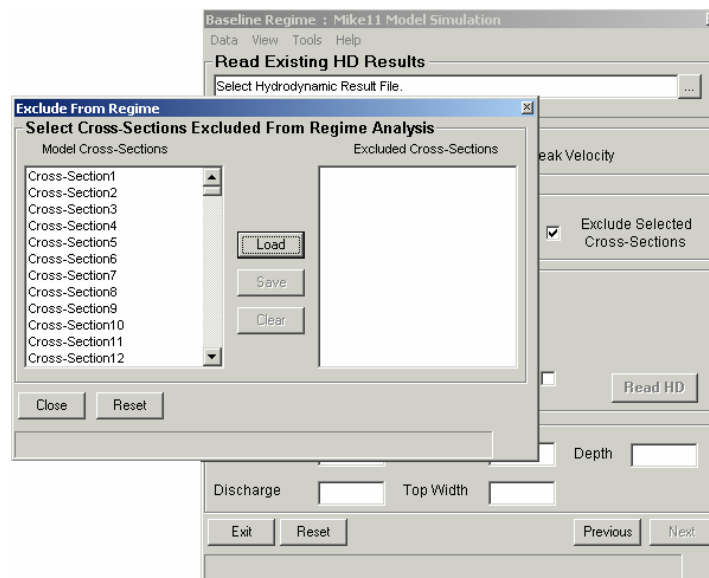 Baseline Regime : Mike11 Model Simulation
Data View Tools Help
Read Existing HD Results
Select Hydrodynamic Result File.
...
Exclude From Regime
Select Cross-Sections Excluded From Regime Analysis
Model Cross-Sections
Excluded Cross-Sections
Cross-Section1
Cross-Section2
Cross-Section3
Cross-Section4
Cross-Section5
Cross-Section6
Cross-Section7
Cross-Section8
Cross-Section9
Cross-Section10
Cross-Section11
Cross-Section12
Load
Save
Clear
Close Reset
eak Velocity
Exclude Selected
Cross-Sections
Read HD
Depth
Discharge Top Width
Exit Reset Previous Next